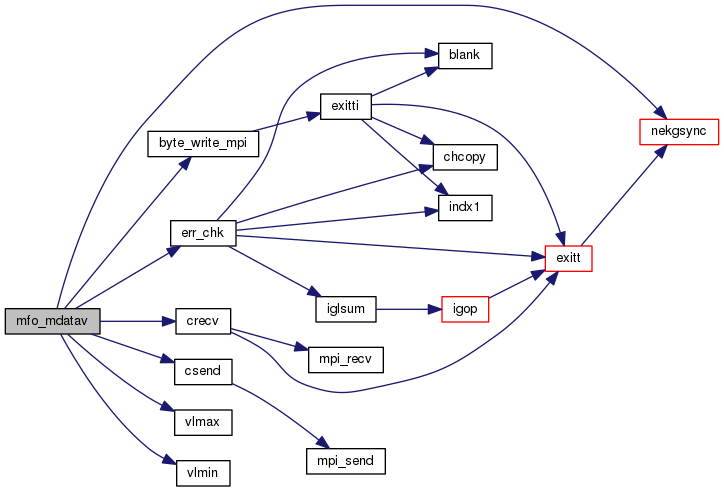 blank
exitti
nekgsync
byte_write_mpi
chcopy
indx1
err_chk
exitt
iglsum
igop
mfo_mdatav
crecv
mpi_recv
csend
vlmax
mpi_send
vlmin